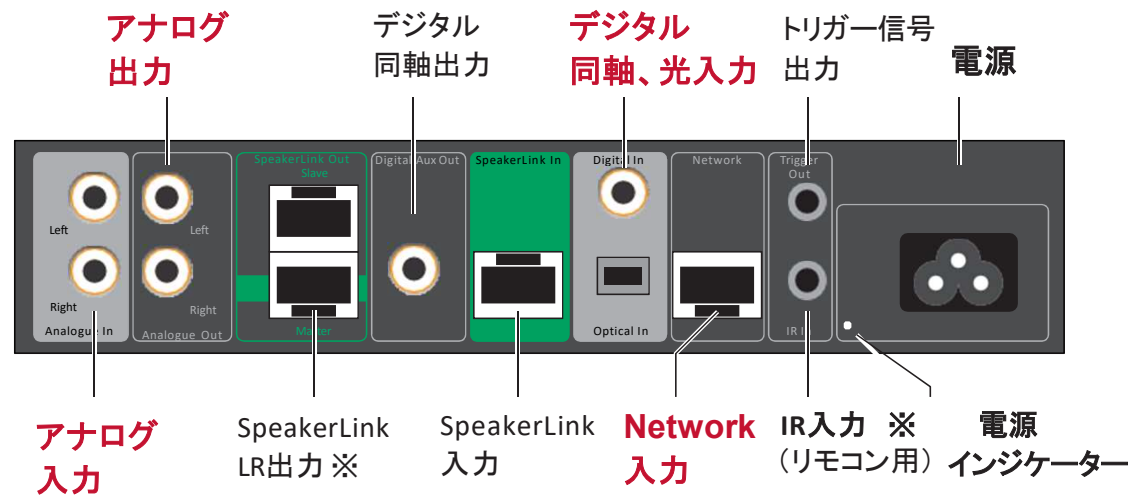 アナログ
出力
デジタル
同軸出力
デジタル
同軸、光入力
トリガー信号
出力
電源
SpeakerLink Out
Slave
Digital Aux Out
SpeakerLink In
Digital In
Network
Trigger
Out
Left
Left
Right
Right
Analogue In
Analogue Out
Master
Optical In
IR In
アナログ
入力
SpeakerLink
LR出力 ※
SpeakerLink
入力
Network
入力
IR入力 ※
（リモコン用）
電源
インジケーター